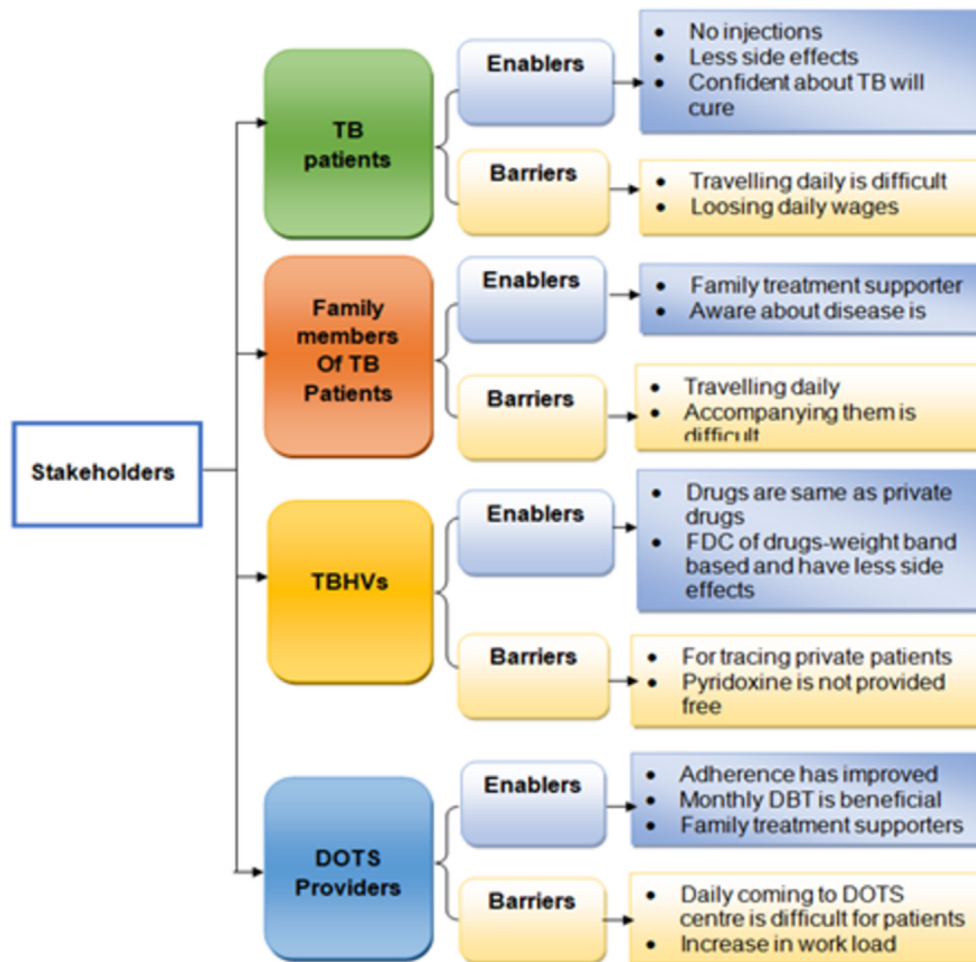 Stakeholders
TB
patients
Enablers
• No injections
• Less side effects
• Confident about TB will
cure
Barriers
• Travelling daily is difficult
• Loosing daily wages
Family
members
Of TB
Patients
Enablers
• Family treatment supporter
• Aware about disease is
Barriers
• Travelling daily
• Accompanying them is
difficult
TBHVs
Enablers
• Drugs are same as private
drugs
• FDC of drugs-weight band
based and have less side
effects
Barriers
• For tracing private patients
• Pyridoxine is not provided
free
DOTS
Providers
Enablers
• Adherence has improved
• Monthly DBT is beneficial
• Family treatment supporters
Barriers
• Daily coming to DOTS
centre is difficult for patients
• Increase in work load